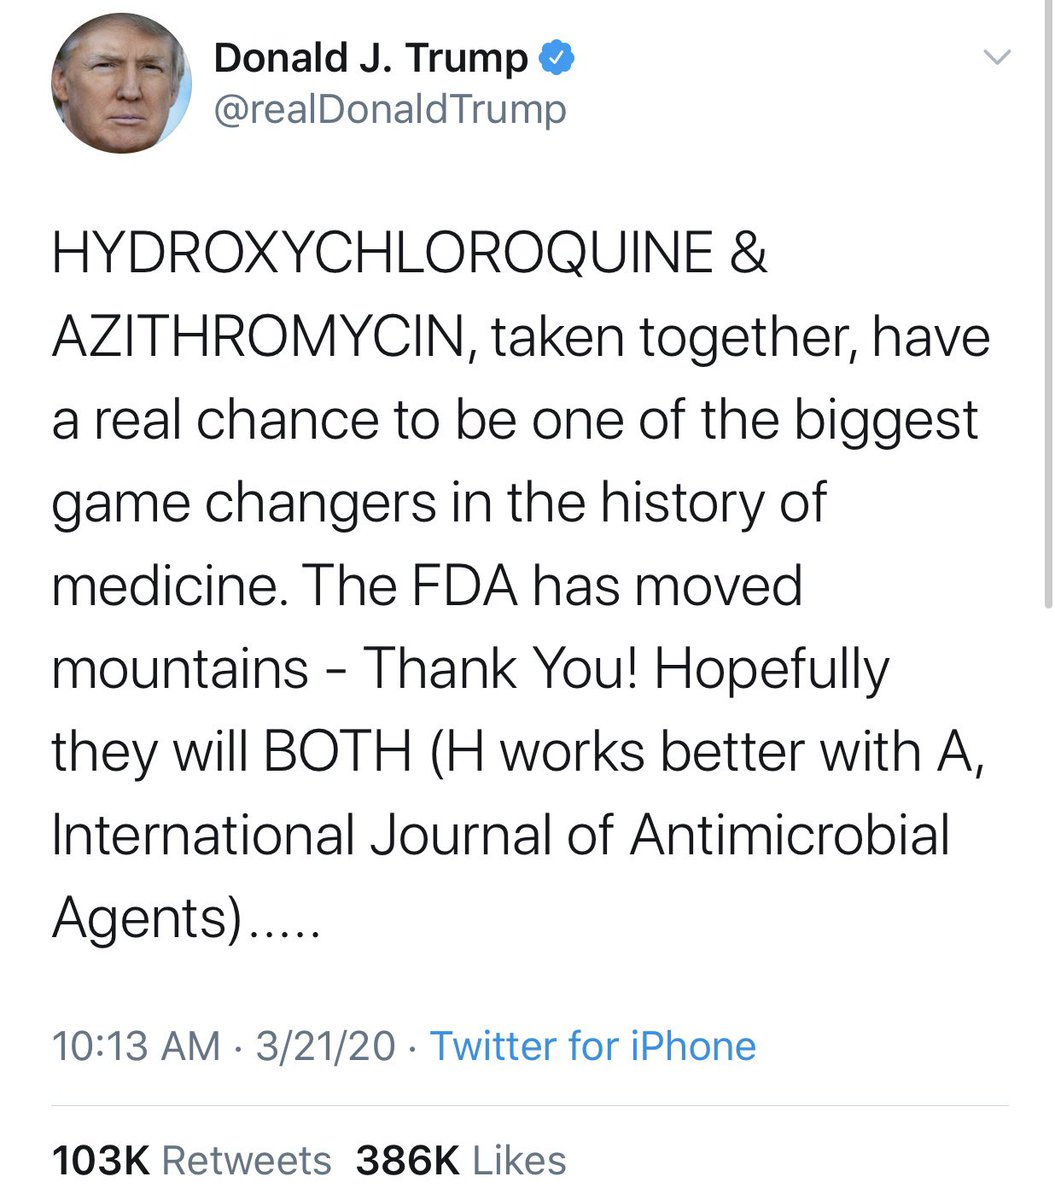 Donald J. Trump
@realDonaldTrump
HYDROXYCHLOROQUINE &
AZITHROMYCIN, taken together, have
a real chance to be one of the biggest
game changers in the history of
medicine. The FDA has moved
mountains - Thank You! Hopefully
they will BOTH (H works better with A,
International Journal of Antimicrobial
Agents).....
10:13 AM · 3/21/20 · Twitter for iPhone
103K Retweets 386K Likes